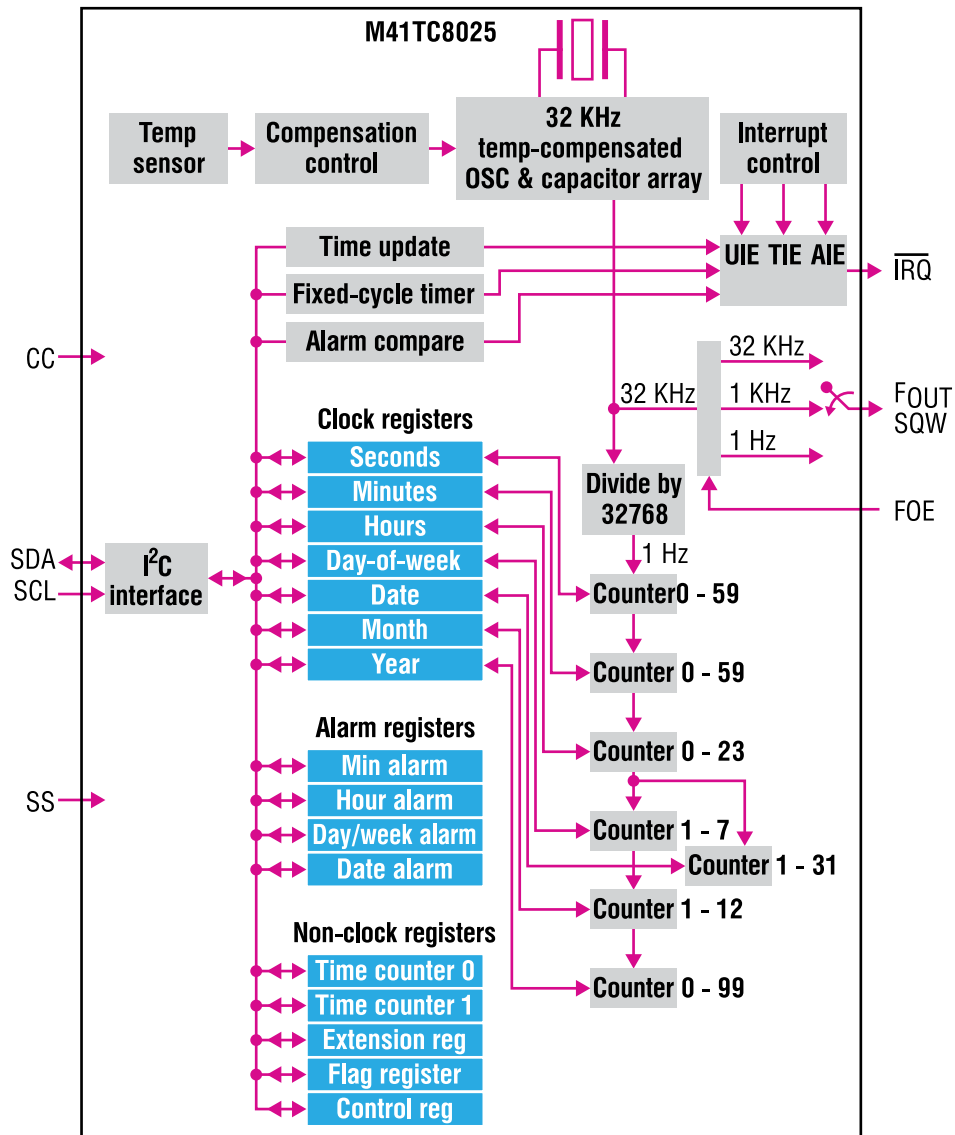 M41TC8025
Temp
sensor
Compensation
control
32 KHz
temp-compensated
OSC & capacitor array
Interrupt
control
Time update
Fixed-cycle timer
Alarm compare
UIE TIE AIE
IRQ
CC
32 KHz
32 KHz
1 KHz
1 Hz
FOUT
SQW
FOE
Clock registers
Seconds
Minutes
Hours
Day-of-week
Date
Month
Year
Divide by
32768
1 Hz
SDA
SCL
I²C
interface
Counter0 - 59
Counter 0 - 59
Counter 0 - 23
Counter 1 - 7
Counter 1 - 31
Counter 1 - 12
Counter 0 - 99
Alarm registers
Min alarm
Hour alarm
Day/week alarm
Date alarm
SS
Non-clock registers
Time counter 0
Time counter 1
Extension reg
Flag register
Control reg